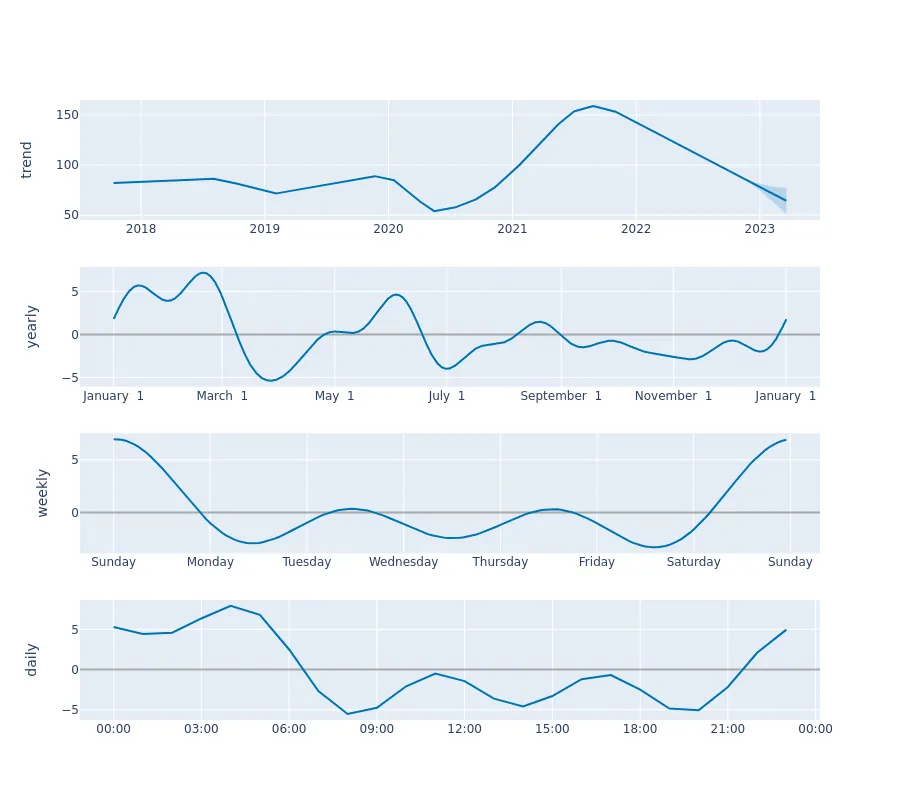 trend
150
100
50
2018 2019 2020 2021 2022 2023
yearly
5
0
−5
January 1 March 1 May 1 July 1 September 1 November 1 January 1
weekly
5
0
Sunday Monday Tuesday Wednesday Thursday Friday Saturday Sunday
daily
5
0
−5
00:00 03:00 06:00 09:00 12:00 15:00 18:00 21:00 00:00